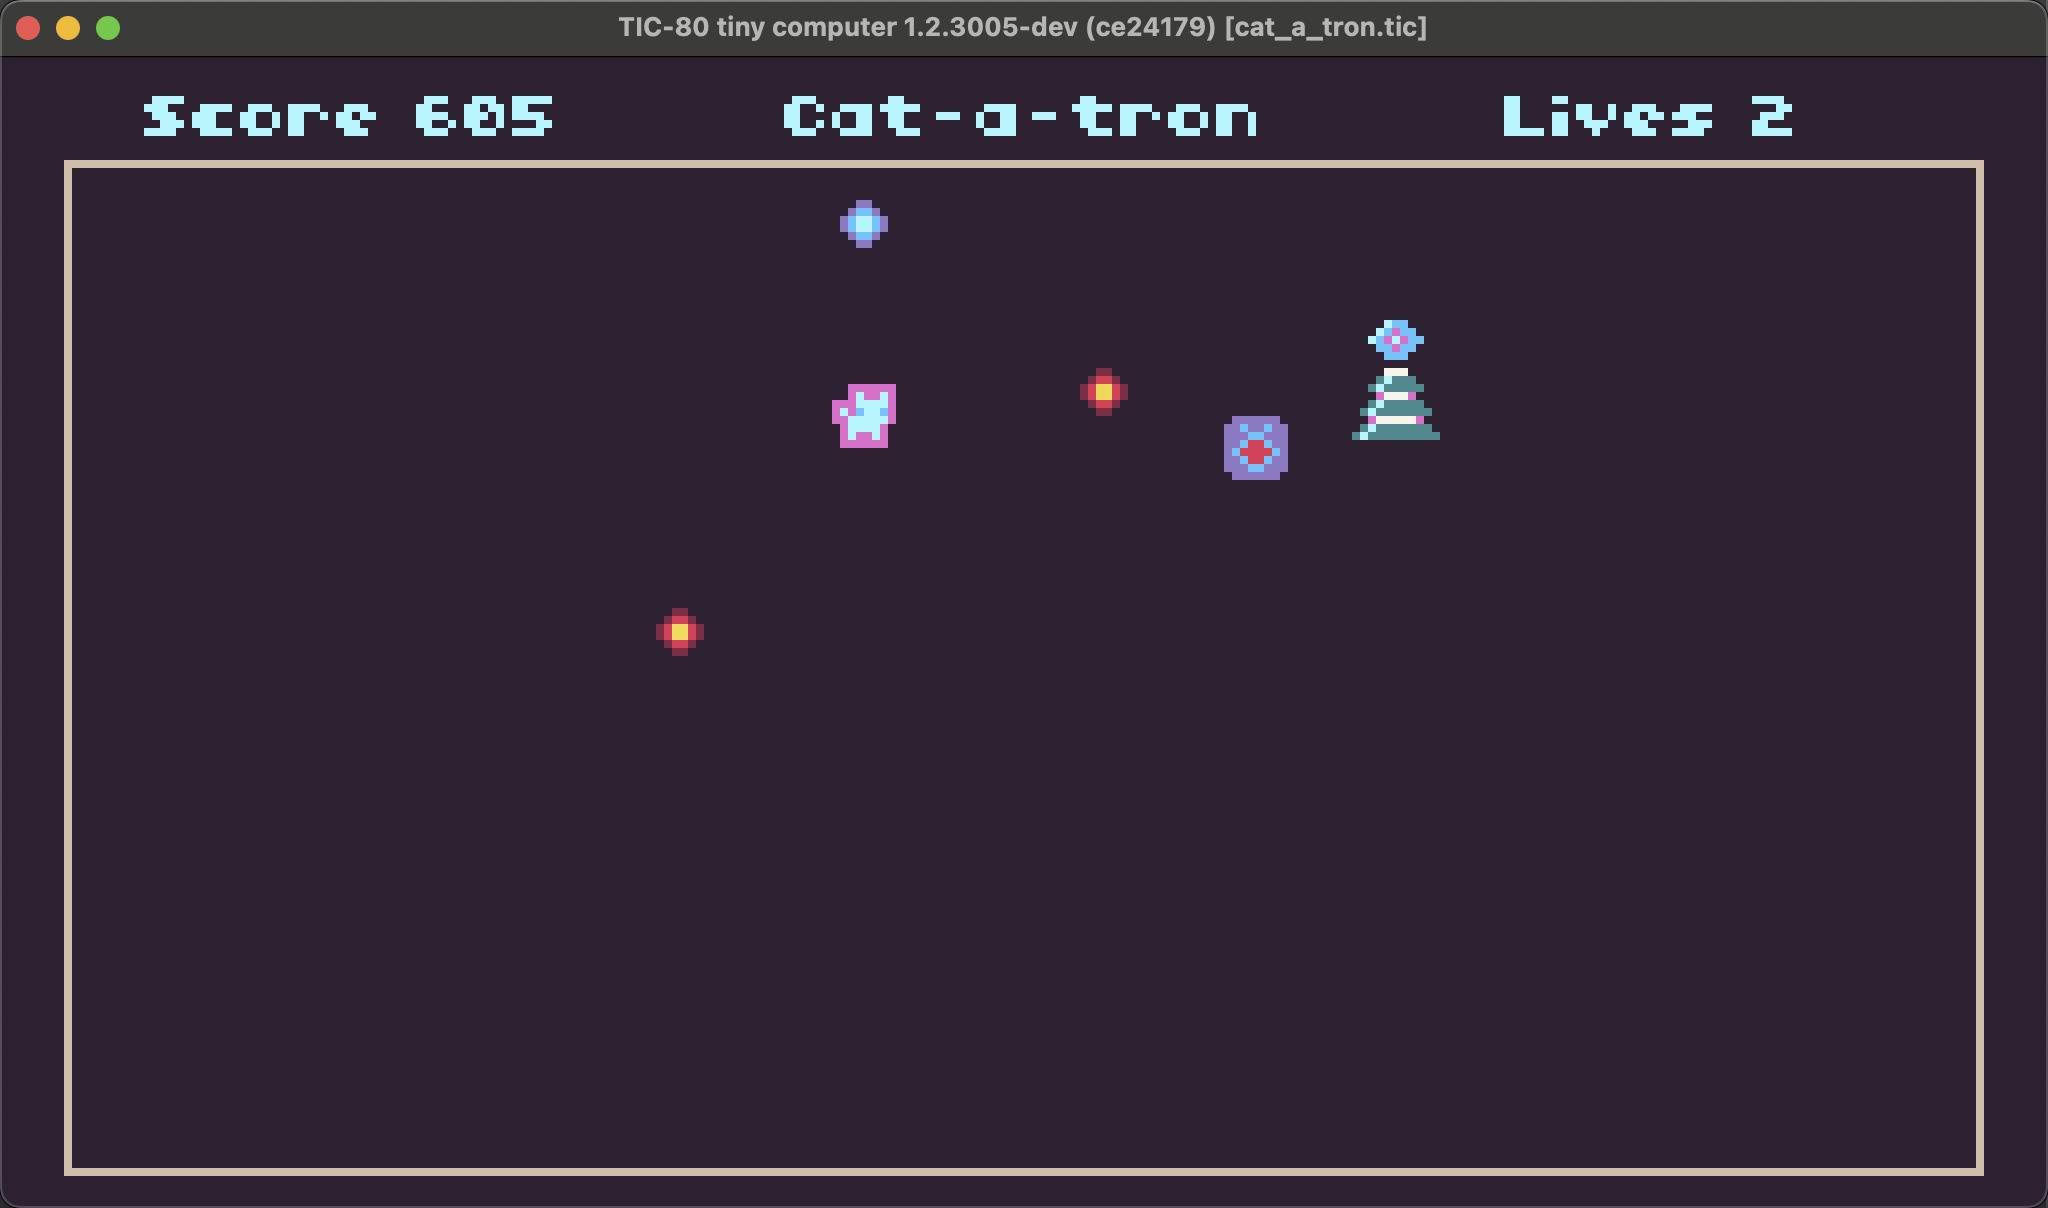 TIC-80 tiny computer 1.2.3005-dev (ce24179) [cat_a_tron.tic]
Score 605 Cat-a-tron Lives 2